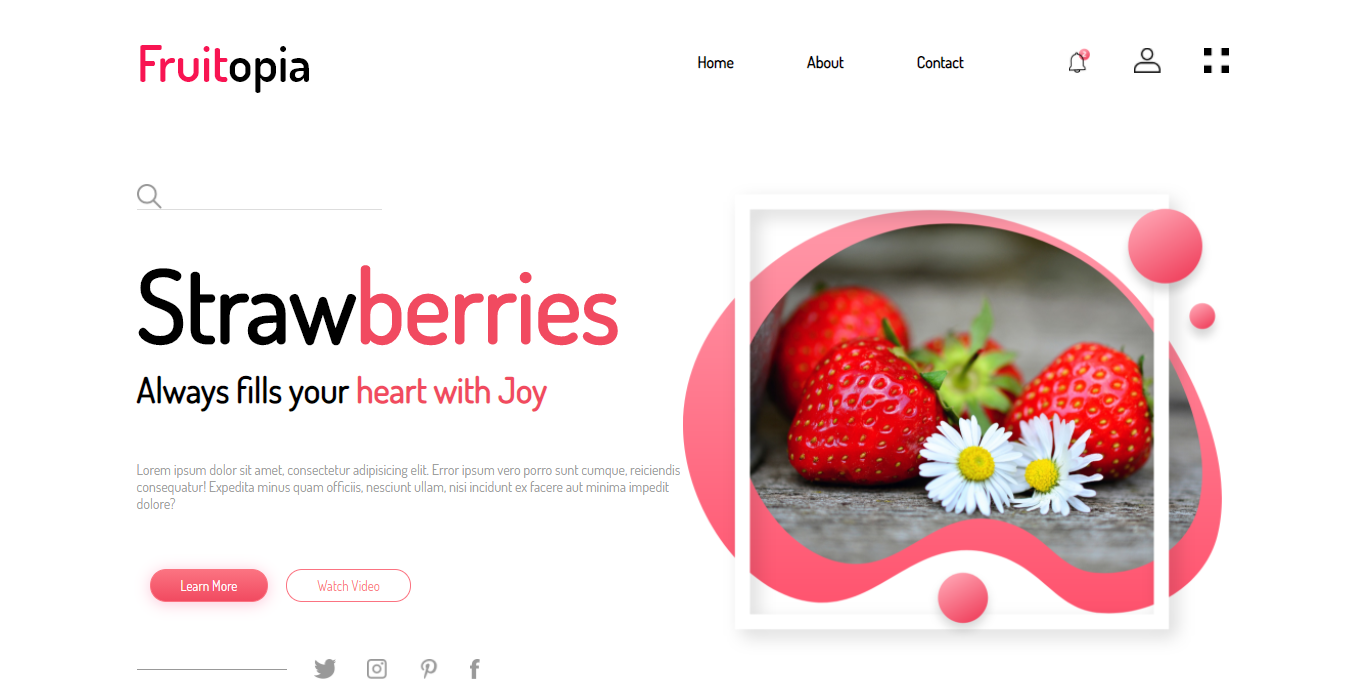 Fruitopia
Home About Contact
Strawberries
Always fills your heart with Joy
Lorem ipsum dolor sit amet, consectetur adipisicing elit. Error ipsum vero porro sunt cumque, reiciendis
consequatur! Expedita minus quam officiis, nesciunt ullam, nisi incidunt ex facere aut minima impedit
dolore?
Learn More Watch Video